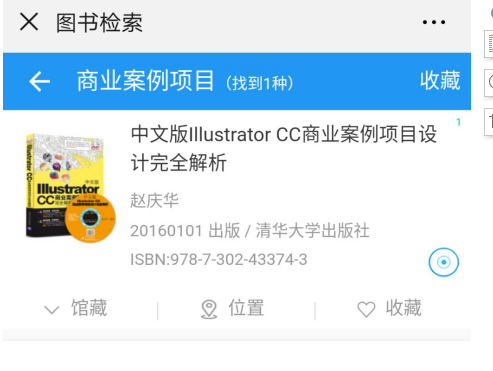 图书检索
商业案例项目（找到1种）
收藏
中文版Illustrator CC商业案例项目设
计完全解析
1
赵庆华
20160101 出版 / 清华大学出版社
ISBN:978-7-302-43374-3
中文版
Illustrator
馆藏
位置
收藏